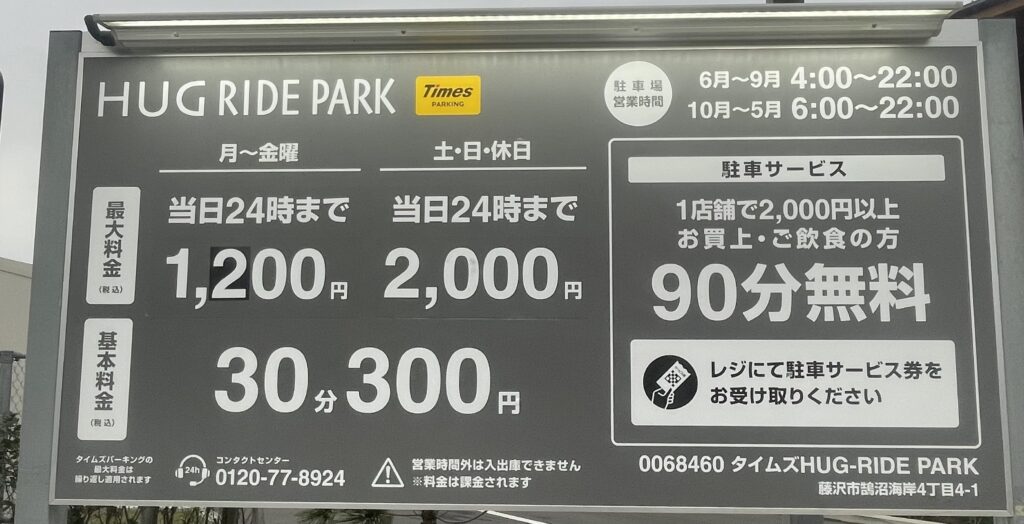 HUG RIDE PARK
Times
PARKING
駐車場
営業時間
6月〜9月 4:00〜22:00
10月〜5月 6:00〜22:00
月〜金曜
土・日・休日
最大料金
(税込)
当日24時まで
1,200円
当日24時まで
2,000円
基本料金
(税込)
30分300円
駐車サービス
1店舗で2,000円以上
お買上・ご飲食の方
90分無料
レジにて駐車サービス券を
お受け取りください
タイムズパーキングの
最大料金は
繰り返し適用されます
24h
コンタクトセンター
0120-77-8924
営業時間外は入出庫できません
※料金は課金されます
0068460 タイムズHUG-RIDE PARK
藤沢市鵠沼海岸4丁目4-1